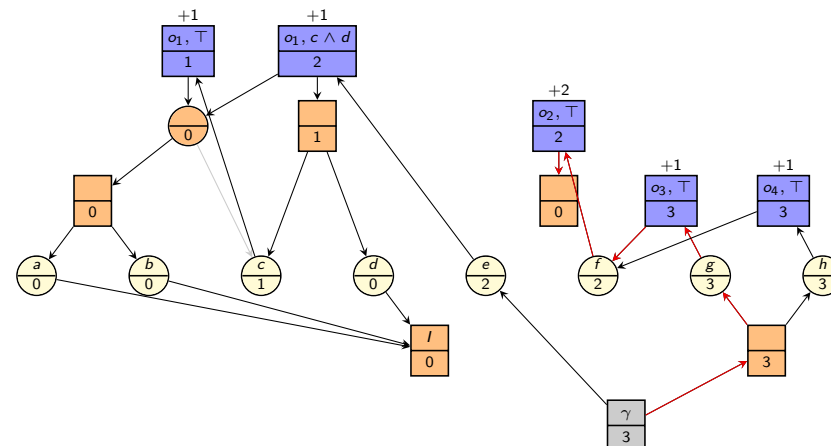 +1 +1
o1, ⊤ o1, c ∧ d
1 2
+2
o2, ⊤
2
0 1
+1 +1
o3, ⊤ o4, ⊤
3 3
0 0
a b c d e f g h
0 0 1 0 2 2 3 3
I
0 3
γ
3